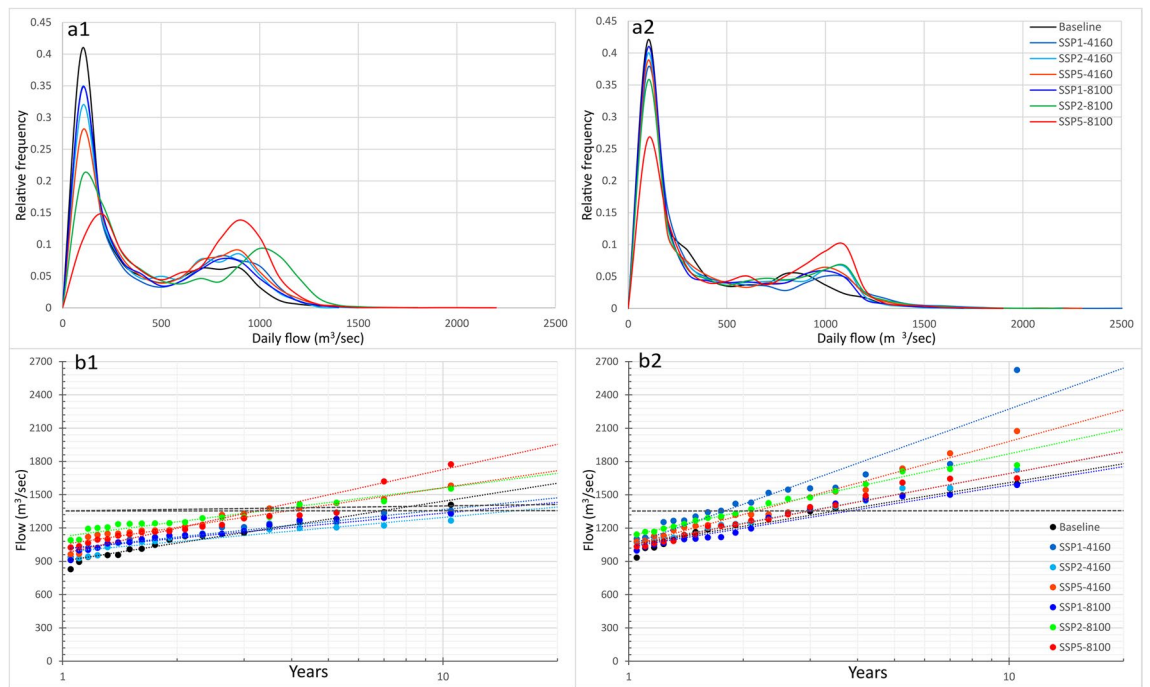 a1
0.45
0.4
0.35
0.3
0.25
0.2
0.15
0.1
0.05
0
Relative frequency
0 500 1000 1500 2000 2500
Daily flow (m³/sec)
a2
0.45
0.4
0.35
0.3
0.25
0.2
0.15
0.1
0.05
0
Relative frequency
0 500 1000 1500 2000 2500
Daily flow (m ³/sec)
Baseline
SSP1-4160
SSP2-4160
SSP5-4160
SSP1-8100
SSP2-8100
SSP5-8100
b1
2700
2400
2100
1800
1500
1200
900
600
300
0
Flow (m³/sec)
1 10
Years
b2
2700
2400
2100
1800
1500
1200
900
600
300
0
Flow (m³/sec)
1 10
Years
Baseline
SSP1-4160
SSP2-4160
SSP5-4160
SSP1-8100
SSP2-8100
SSP5-8100